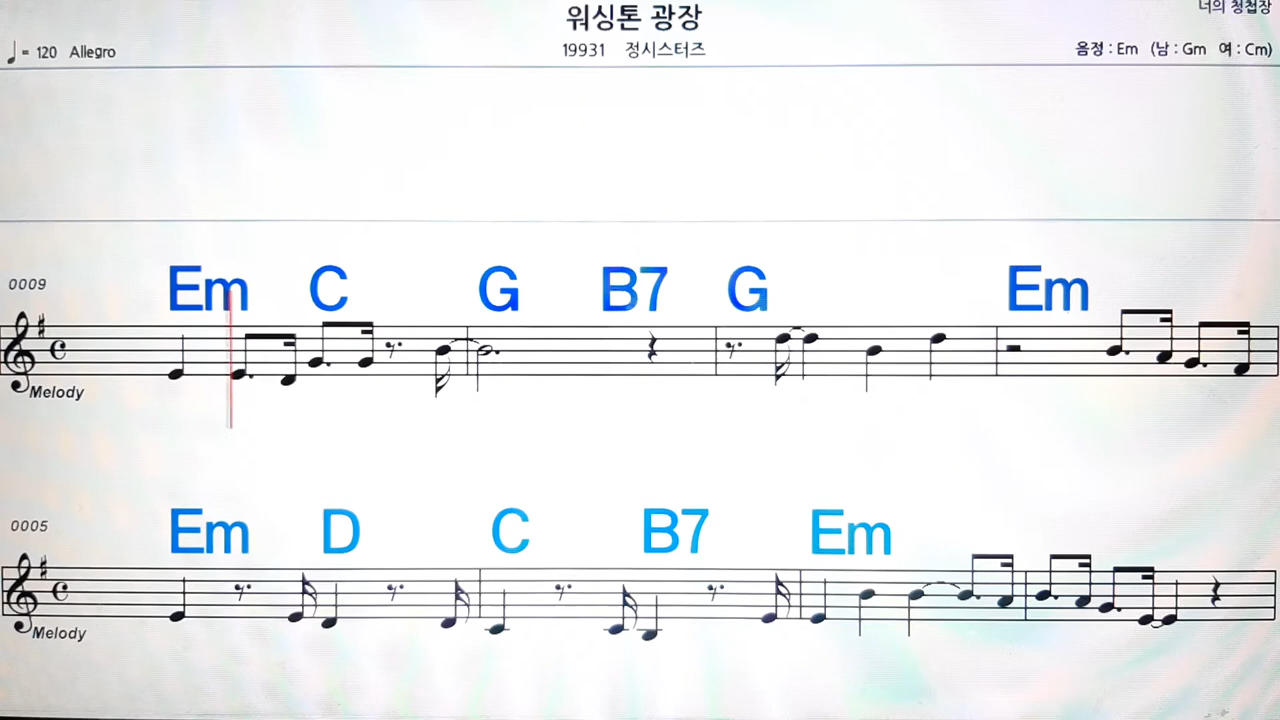 워싱톤 광장
너의 청첩장
♩= 120 Allegro
19931 정시스터즈
음정 : Em (남 : Gm 여 : Cm)
0009
Em C G B7 G Em
Melody
0005
Em D C B7 Em
Melody